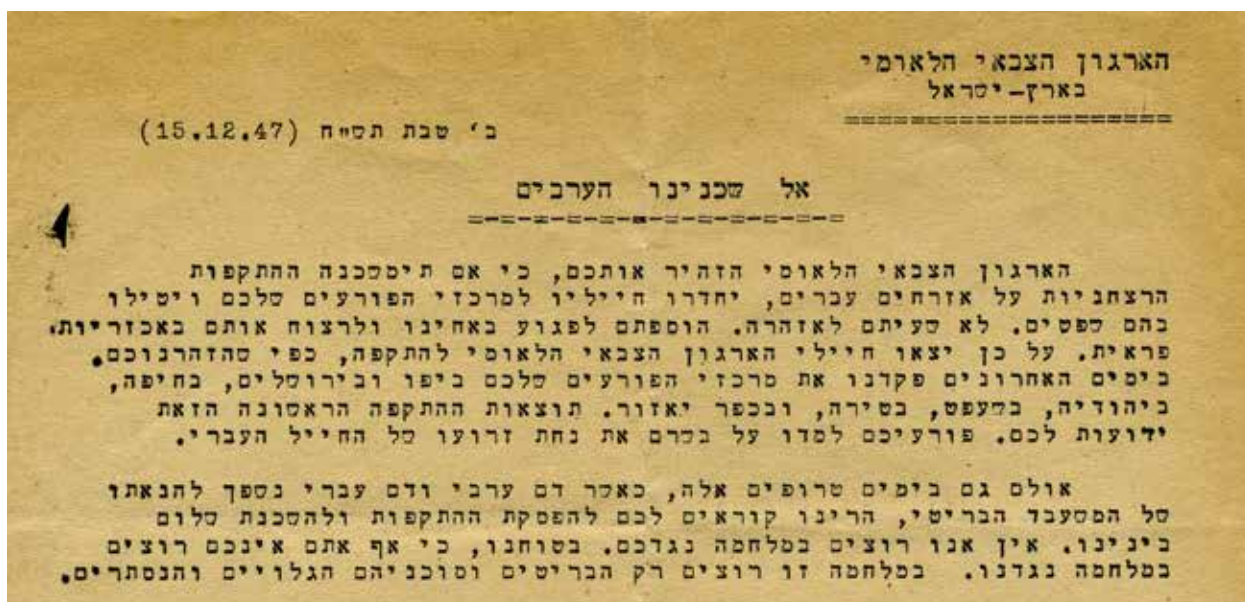 הארגון הצבאי הלאומי
בארץ-ישראל
====================
ב' טבת תש"ח (15.12.47)
אל שכנינו הערבים
=-=-=-=-=-=-=-=-=-=
הארגון הצבאי הלאומי הזהיר אותכם, כי אם תימשכנה ההתקפות
הרצחניות על אזרחים עברים, יחדרו חייליו למרכזי הפורעים שלכם ויטילו
בהם שפטים. לא שעיתם לאזהרה. הוספתם לפגוע באחינו ולרצוח אותם באכזריות
פראית. על כן יצאו חיילי הארגון הצבאי הלאומי להתקפה, כפי שהזהרנוכם.
בימים האחרונים פקדנו את מרכזי הפורעים שלכם ביפו ובירושלים, בחיפה,
ביהודיה, בשעפט, בטירה, ובכפר יאזור. תוצאות ההתקפה הראשונה הזאת
ידועות לכם. פורעיכם למדו על בשרם את נחת זרועו של החייל העברי.
אולם גם בימים טרופים אלה, כאשר דם ערבי ודם עברי נשפך להנאתו
של המשעבד הבריטי, הרינו קוראים לכם להפסקת ההתקפות ולהשכנת שלום
בינינו. אין אנו רוצים במלחמה נגדכם. בטוחנו, כי אף אתם אינכם רוצים
במלחמה נגדנו. במלחמה זו רוצים רק הבריטים וסוכניהם הגלויים והנסתרים.